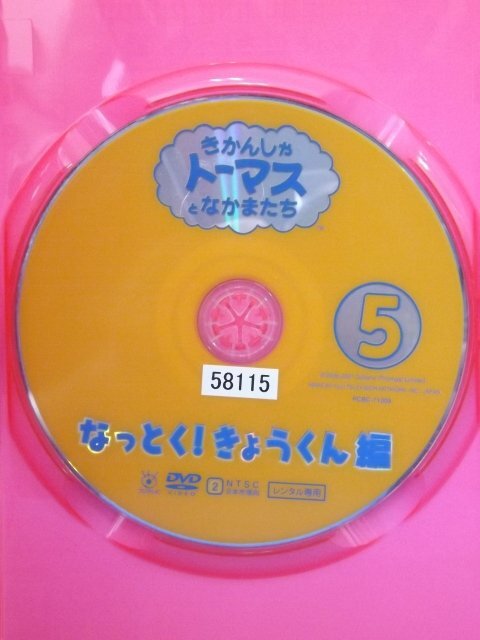 きかんしゃ
トーマス
となかまたち
TM
5
58115
なっとく!きょうくん編
DVD
VIDEO
2
NTSC
日本市場向
レンタル専用